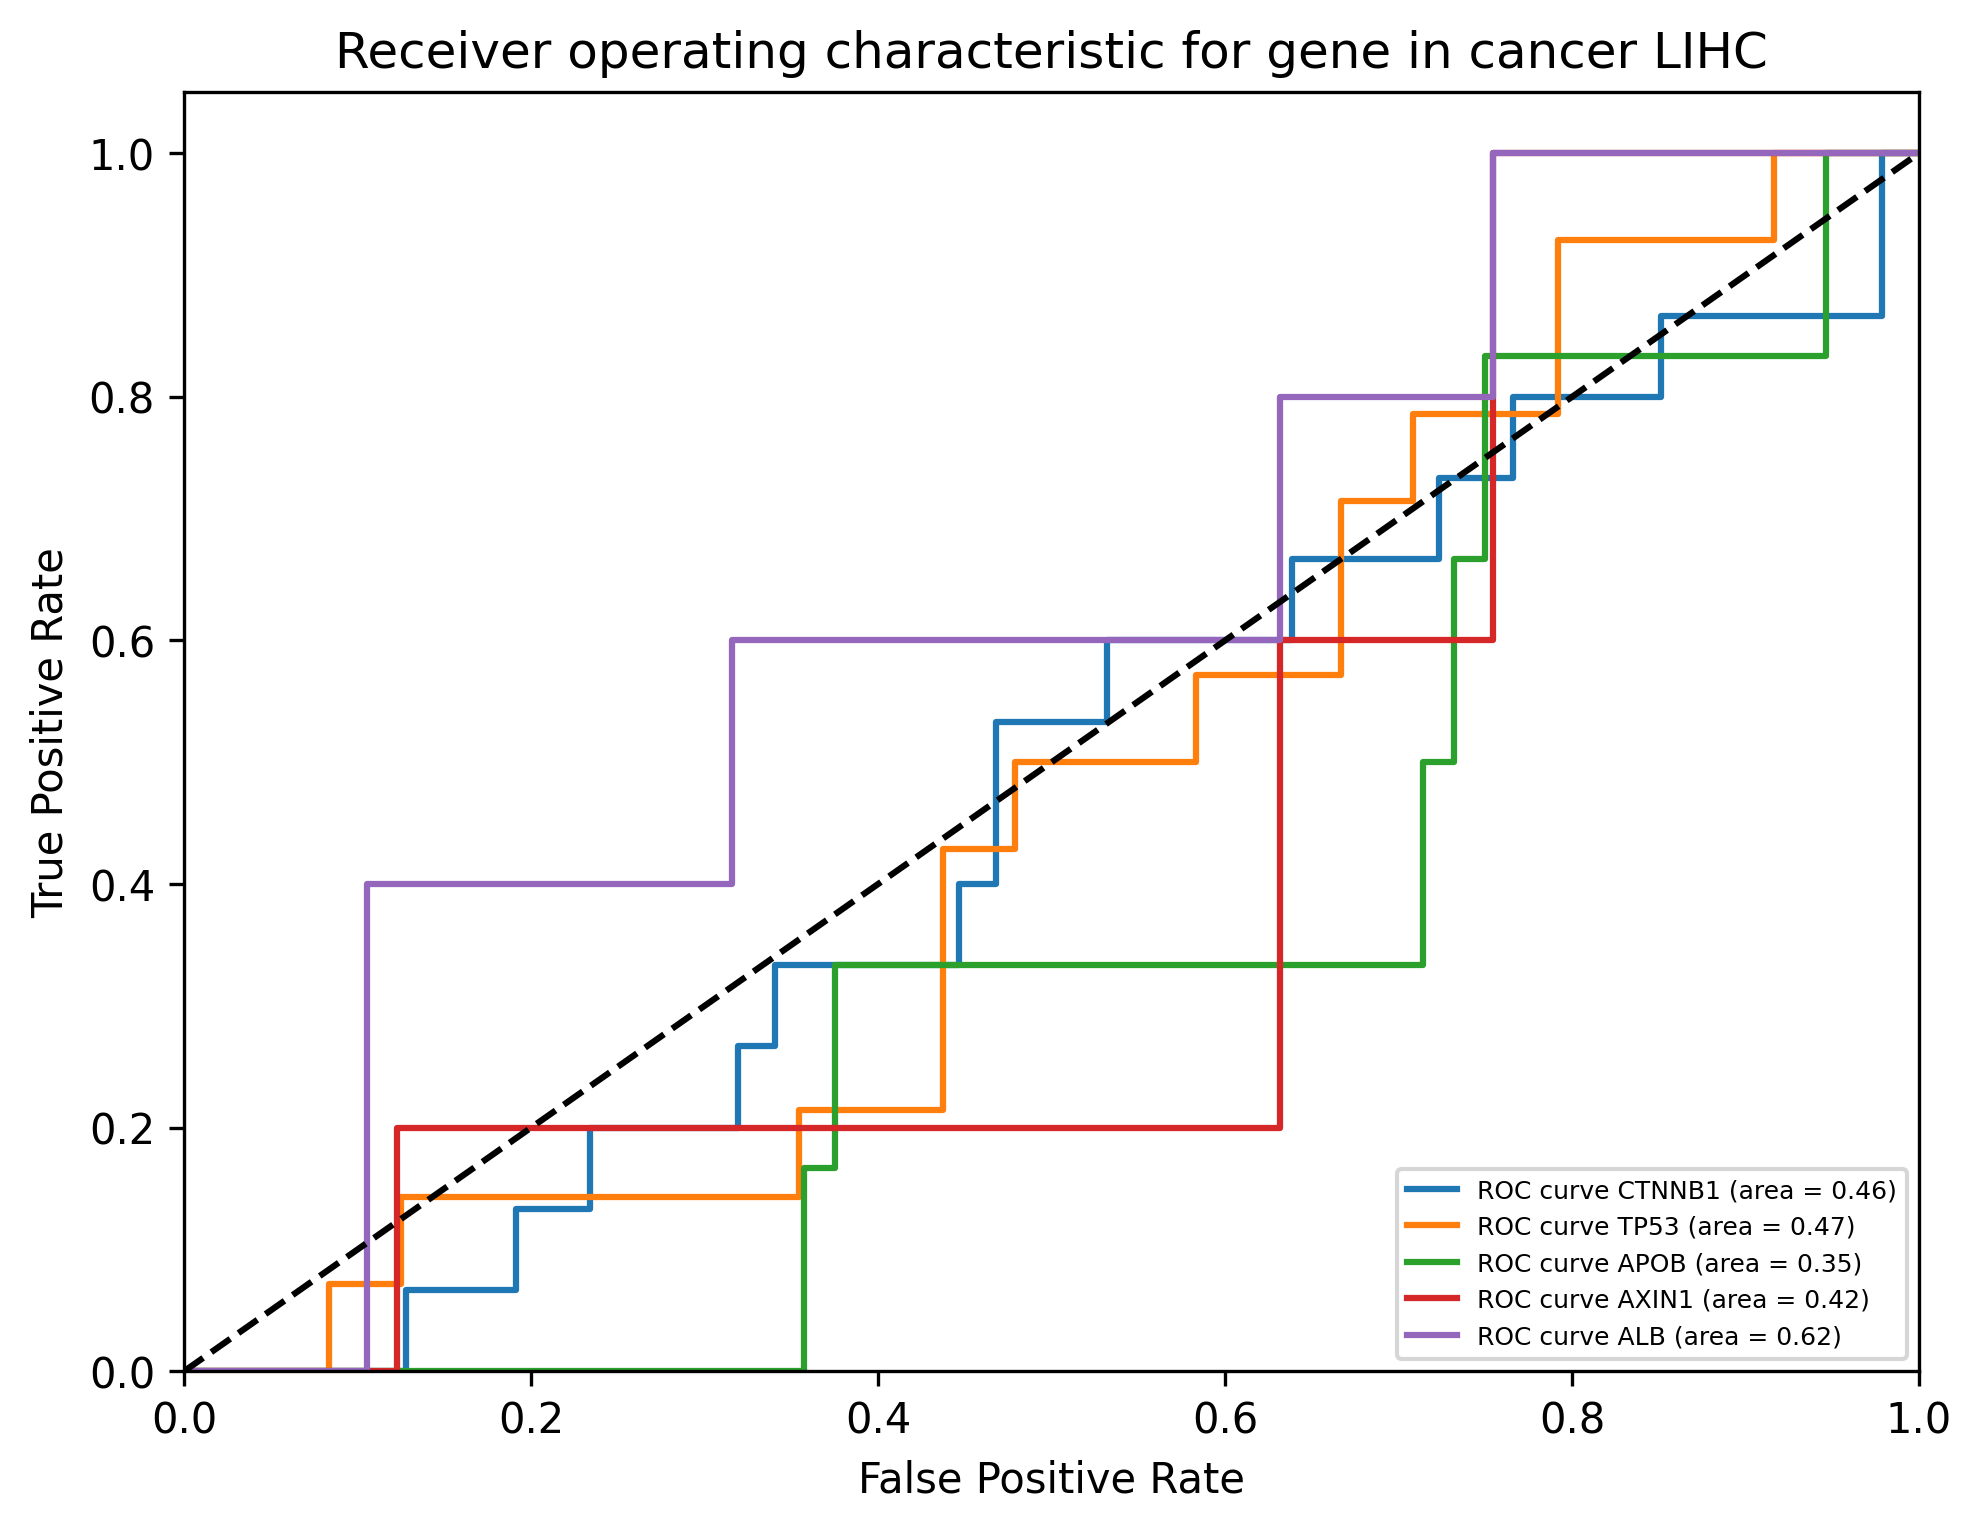 Receiver operating characteristic for gene in cancer LIHC
1.0
0.8
0.6
0.4
0.2
0.0
True Positive Rate
0.0 0.2 0.4 0.6 0.8 1.0
False Positive Rate
ROC curve CTNNB1 (area = 0.46)
ROC curve TP53 (area = 0.47)
ROC curve APOB (area = 0.35)
ROC curve AXIN1 (area = 0.42)
ROC curve ALB (area = 0.62)